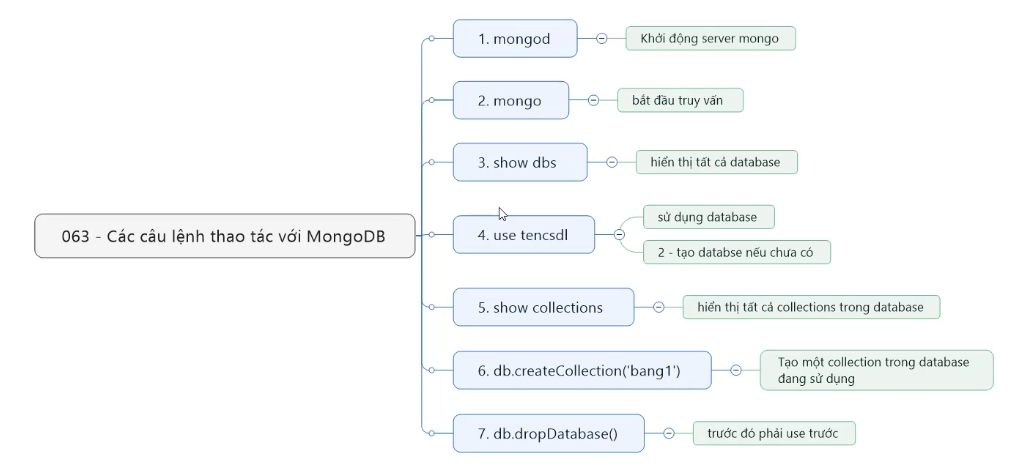 1. mongod
Khởi động server mongo
2. mongo
bắt đầu truy vấn
3. show dbs
hiển thị tất cả database
063 - Các câu lệnh thao tác với MongoDB
4. use tencsdl
sử dụng database
2 - tạo databse nếu chưa có
5. show collections
hiển thị tất cả collections trong database
6. db.createCollection('bang1')
Tạo một collection trong database
đang sử dụng
7. db.dropDatabase()
trước đó phải use trước